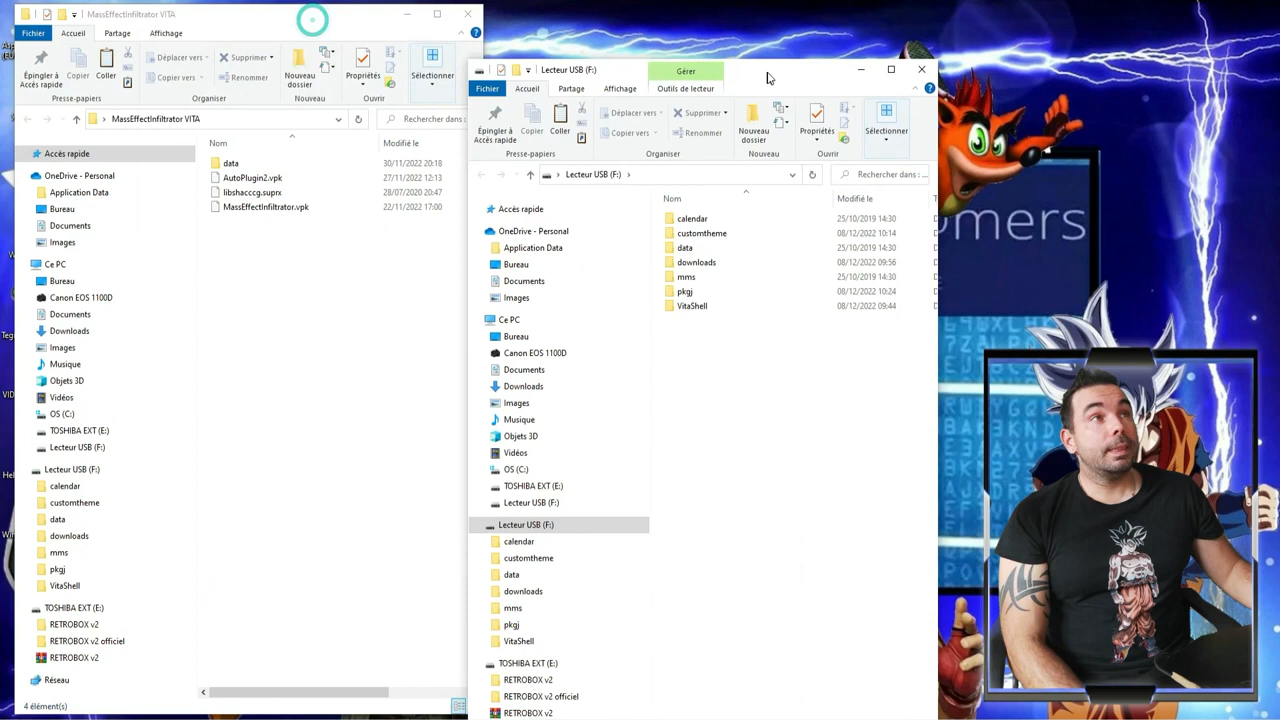 MassEffectInfiltrator VITA
Fichier Accueil Partage Affichage
Épingler à Accès rapide
Copier
Coller
Presse-papiers
Déplacer vers
Copier vers
Supprimer
Renommer
Organiser
Nouveau dossier
Nouveau
Propriétés
Ouvrir
Sélectionner
MassEffectInfiltrator VITA
Rechercher dans :
Nom Modifié le
data 30/11/2022 20:18
AutoPlugin2.vpk 27/11/2022 12:13
libshacccg.suprx 28/07/2020 20:47
MassEffectInfiltrator.vpk 22/11/2022 17:00
Accès rapide
OneDrive - Personal
Application Data
Bureau
Documents
Images
Ce PC
Bureau
Canon EOS 1100D
Documents
Downloads
Images
Musique
Objets 3D
Vidéos
OS (C:)
TOSHIBA EXT (E:)
Lecteur USB (F:)
Lecteur USB (F:)
calendar
customtheme
data
downloads
mms
pkgj
VitaShell
TOSHIBA EXT (E:)
RETROBOX v2
RETROBOX v2 officiel
RETROBOX v2
Réseau
4 élément(s)
Lecteur USB (F:)
Gérer
Fichier Accueil Partage Affichage Outils de lecteur
Épingler à Accès rapide
Copier
Coller
Presse-papiers
Déplacer vers
Copier vers
Supprimer
Renommer
Organiser
Nouveau dossier
Nouveau
Propriétés
Ouvrir
Sélectionner
Lecteur USB (F:)
Rechercher dans : ...
Nom Modifié le
calendar 25/10/2019 14:30
customtheme 08/12/2022 10:14
data 25/10/2019 14:30
downloads 08/12/2022 09:56
mms 25/10/2019 14:30
pkgj 08/12/2022 10:24
VitaShell 08/12/2022 09:44
Accès rapide
OneDrive - Personal
Application Data
Bureau
Documents
Images
Ce PC
Bureau
Canon EOS 1100D
Documents
Downloads
Images
Musique
Objets 3D
Vidéos
OS (C:)
TOSHIBA EXT (E:)
Lecteur USB (F:)
Lecteur USB (F:)
calendar
customtheme
data
downloads
mms
pkgj
VitaShell
TOSHIBA EXT (E:)
RETROBOX v2
RETROBOX v2 officiel
RETROBOX v2
omers